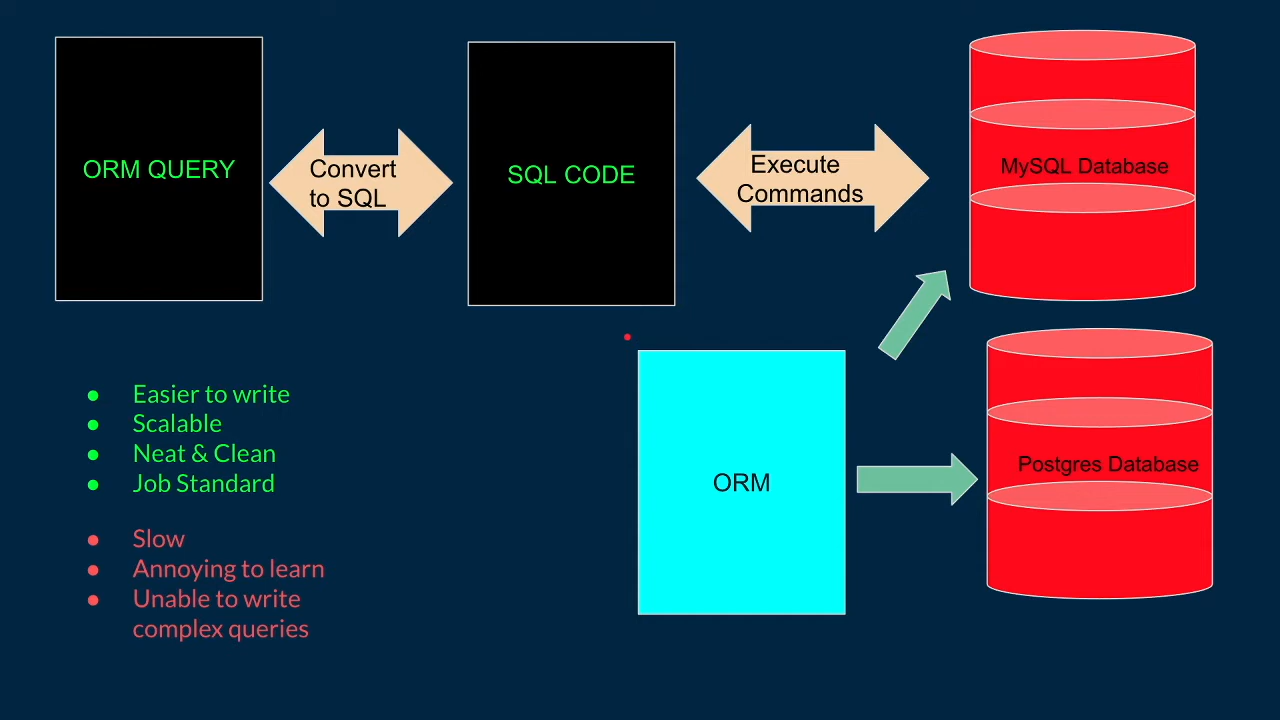 ORM QUERY
Convert
to SQL
SQL CODE
Execute
Commands
MySQL Database
• Easier to write
• Scalable
• Neat & Clean
• Job Standard
• Slow
• Annoying to learn
• Unable to write
complex queries
ORM
Postgres Database